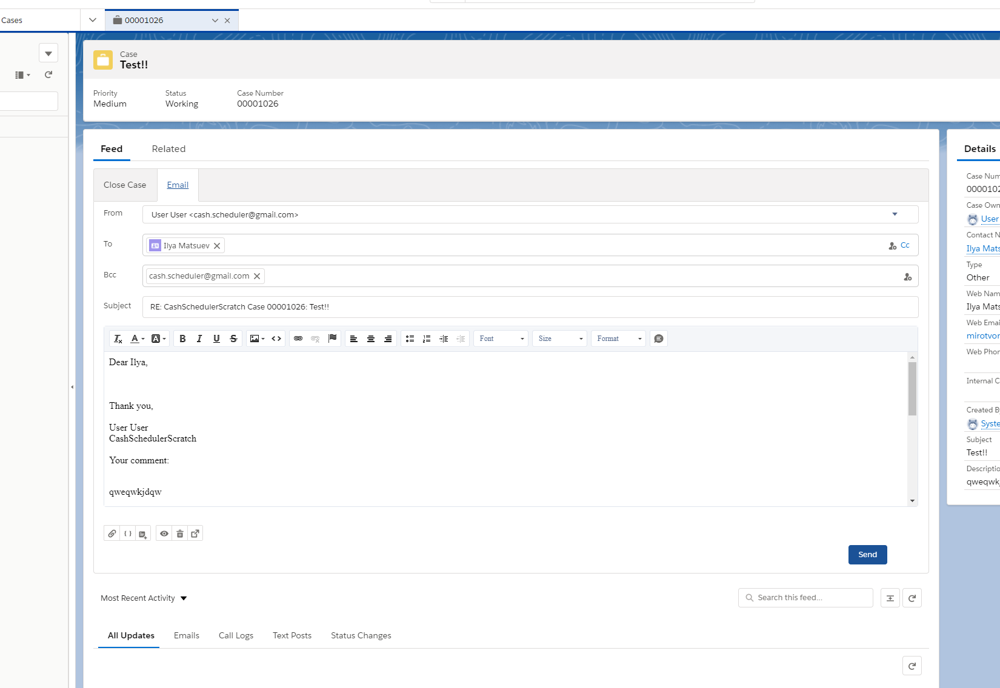 Cases
00001026
Case
Test!!
Priority
Medium
Status
Working
Case Number
00001026
Feed
Related
Close Case
Email
From
User User <cash.scheduler@gmail.com>
To
Ilya Matsuev
Cc
Bcc
cash.scheduler@gmail.com
Subject
RE: CashSchedulerScratch Case 00001026: Test!!
Font
Size
Format
Dear Ilya,
Thank you,
User User
CashSchedulerScratch
Your comment:
qweqwkjdqw
Send
Most Recent Activity
Search this feed...
All Updates
Emails
Call Logs
Text Posts
Status Changes
Details
Case Num
0000102
Case Own
User
Contact N
Ilya Mats
Type
Other
Web Nam
Ilya Mats
Web Emai
mirotvor
Web Phon
Internal C
Created By
Syste
Subject
Test!!
Descriptio
qweqwk